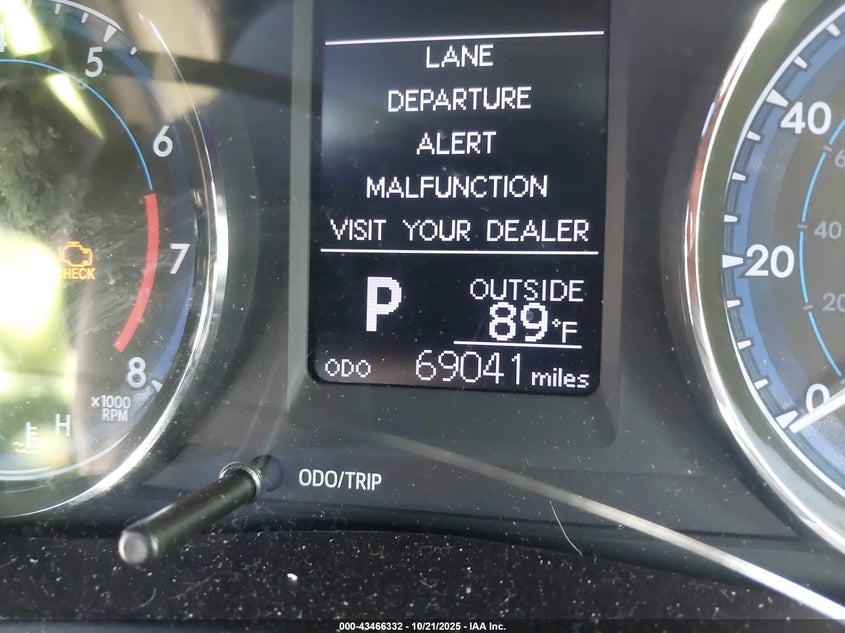 5
6
7
8
x1000
RPM
CHECK
H
LANE
DEPARTURE
ALERT
MALFUNCTION
VISIT YOUR DEALER
P
OUTSIDE
89°F
ODO 69041 miles
ODO/TRIP
40
20
0
40
20
000-43466332 - 10/21/2025 - IAA Inc.